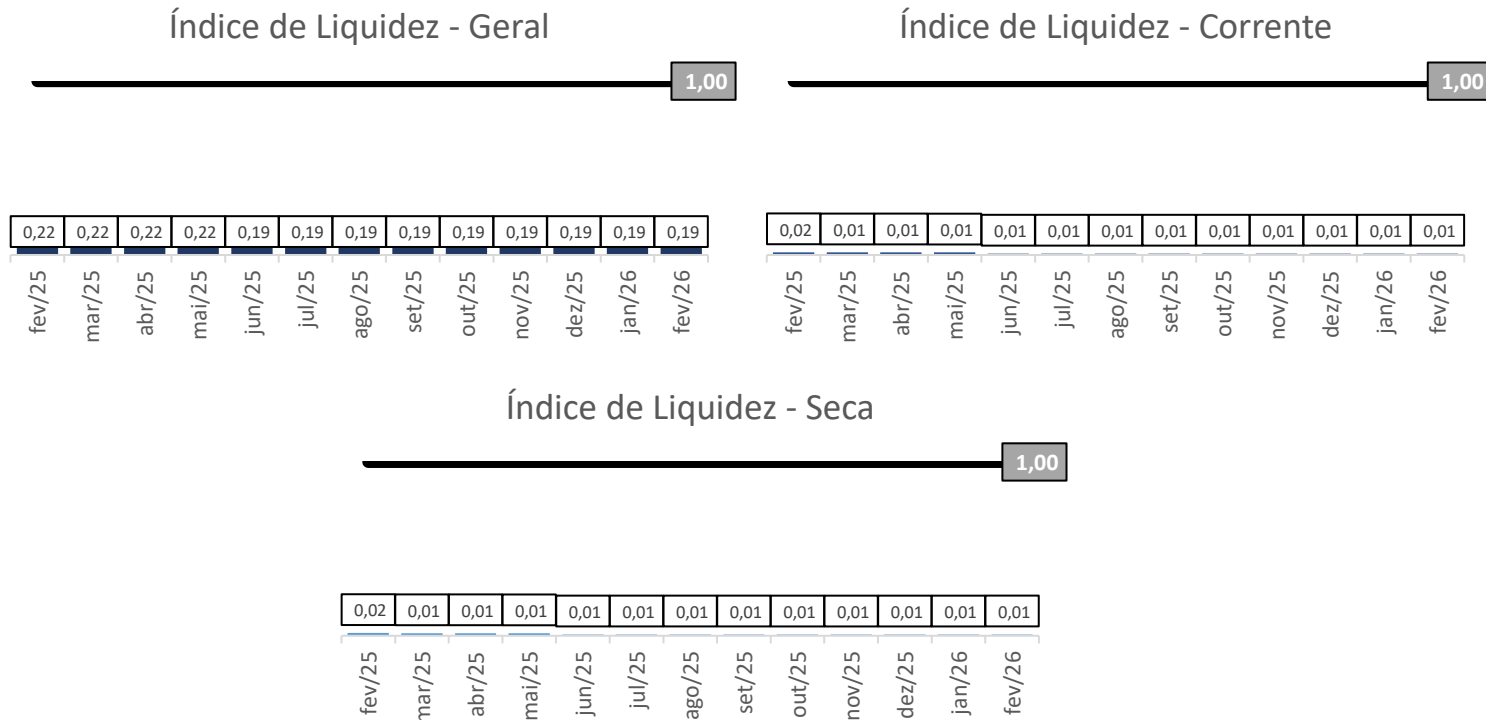 Índice de Liquidez - Geral
1,00
0,22 0,22 0,22 0,22 0,19 0,19 0,19 0,19 0,19 0,19 0,19 0,19 0,19
fev/25 mar/25 abr/25 mai/25 jun/25 jul/25 ago/25 set/25 out/25 nov/25 dez/25 jan/26 fev/26
Índice de Liquidez - Corrente
1,00
0,02 0,01 0,01 0,01 0,01 0,01 0,01 0,01 0,01 0,01 0,01 0,01 0,01
fev/25 mar/25 abr/25 mai/25 jun/25 jul/25 ago/25 set/25 out/25 nov/25 dez/25 jan/26 fev/26
Índice de Liquidez - Seca
1,00
0,02 0,01 0,01 0,01 0,01 0,01 0,01 0,01 0,01 0,01 0,01 0,01 0,01
fev/25 mar/25 abr/25 mai/25 jun/25 jul/25 ago/25 set/25 out/25 nov/25 dez/25 jan/26 fev/26